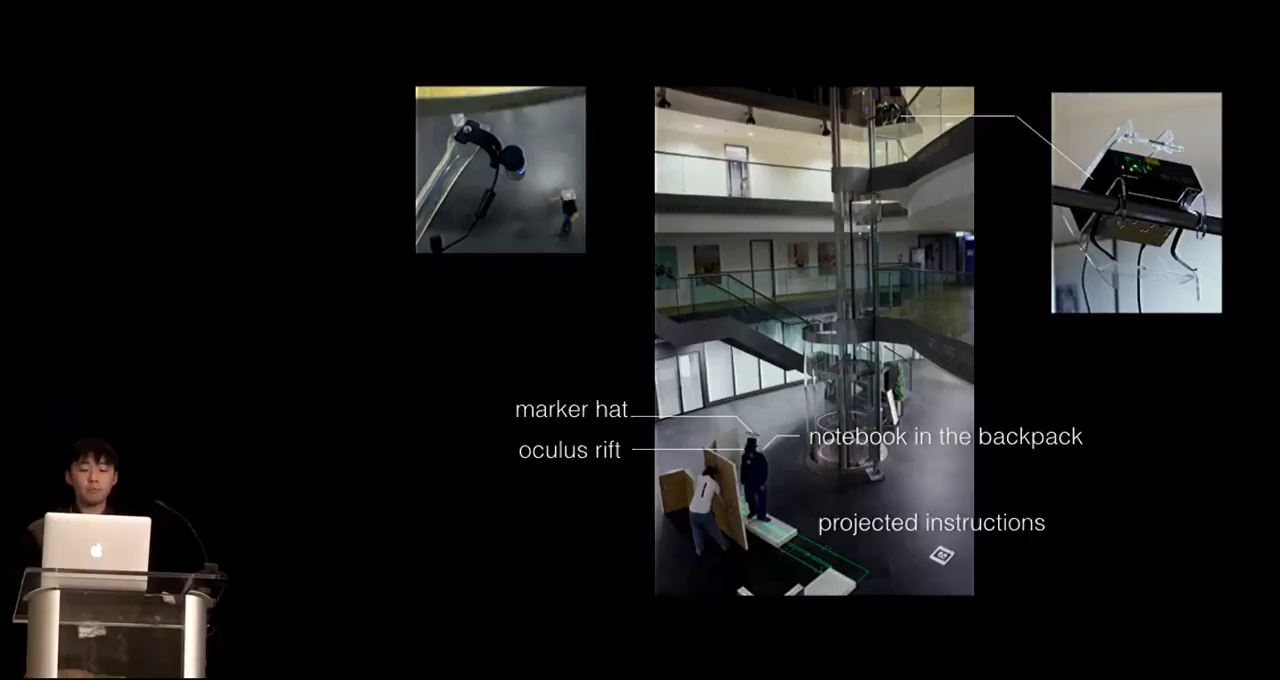 marker hat
oculus rift
notebook in the backpack
projected instructions